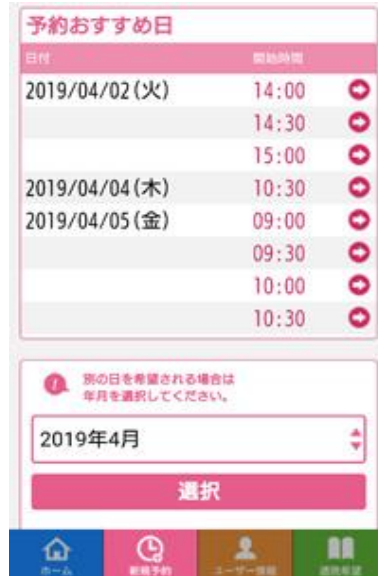 予約おすすめ日
日付 開始時間
2019/04/02(火) 14:00
14:30
15:00
2019/04/04(木) 10:30
2019/04/05(金) 09:00
09:30
10:00
10:30
別の日を希望される場合は
年月を選択してください。
2019年4月
選択
ホーム 新規予約 ユーザー情報 通院希望